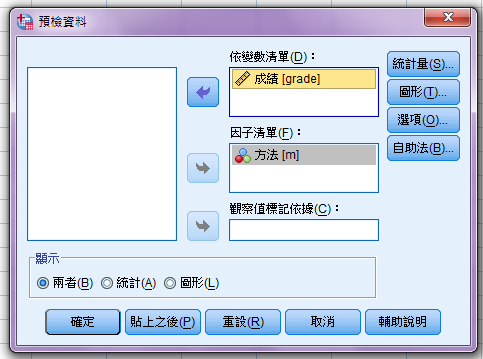 預檢資料
依變數清單(D):
成績 [grade]
因子清單(F):
方法 [m]
觀察值標記依據(C):
統計量(S)...
圖形(T)...
選項(O)...
自助法(B)...
顯示
兩者(B) 統計(A) 圖形(L)
確定 貼上之後(P) 重設(R) 取消 輔助說明